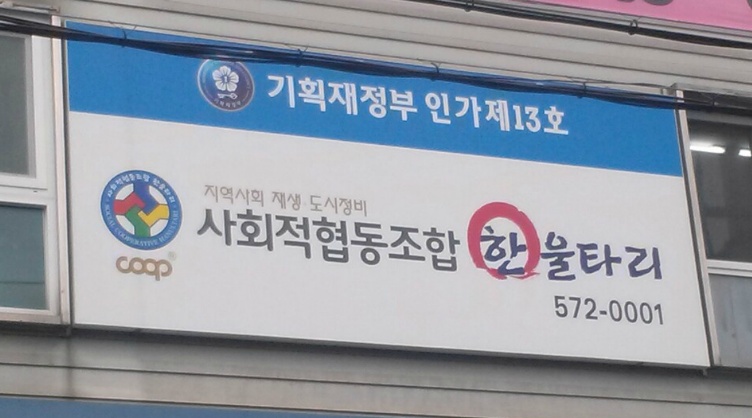 기획재정부 인가제13호
지역사회 재생·도시정비
사회적협동조합 한울타리
coop
572-0001